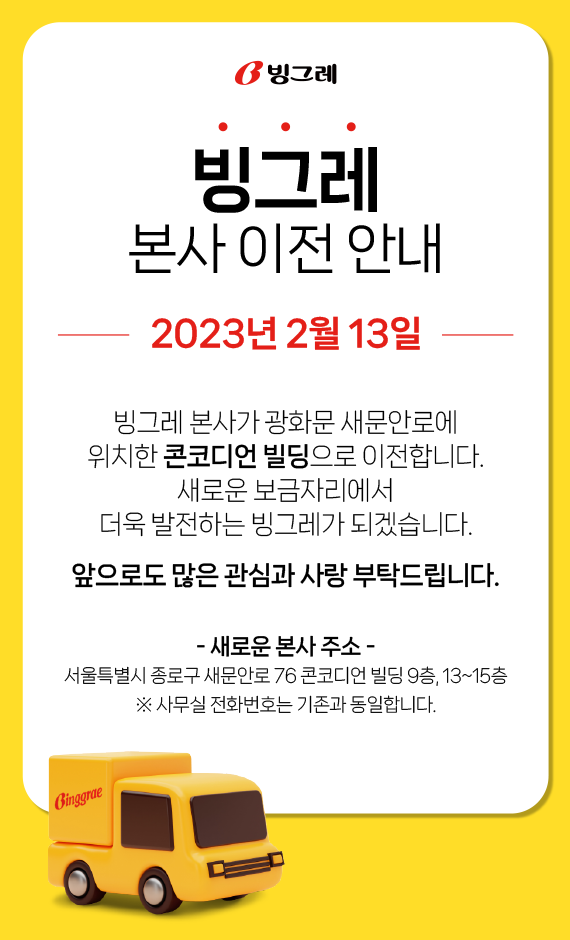 빙그레
빙그레
본사 이전 안내
2023년 2월 13일
빙그레 본사가 광화문 새문안로에
위치한 콘코디언 빌딩으로 이전합니다.
새로운 보금자리에서
더욱 발전하는 빙그레가 되겠습니다.
앞으로도 많은 관심과 사랑 부탁드립니다.
- 새로운 본사 주소 -
서울특별시 종로구 새문안로 76 콘코디언 빌딩 9층, 13~15층
※ 사무실 전화번호는 기존과 동일합니다.
Binggrae